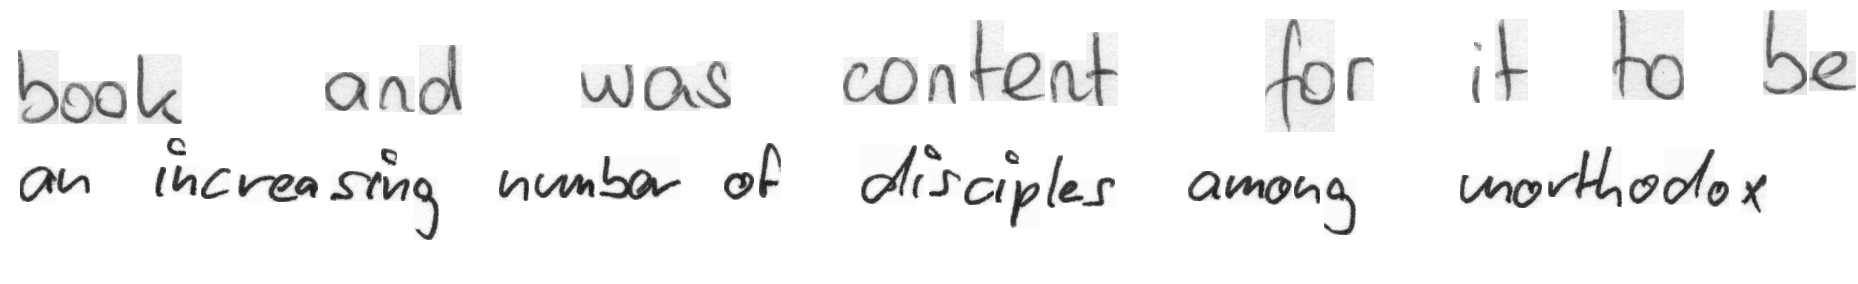 book and was content for it to be
an increasing number of disciples among unorthodox